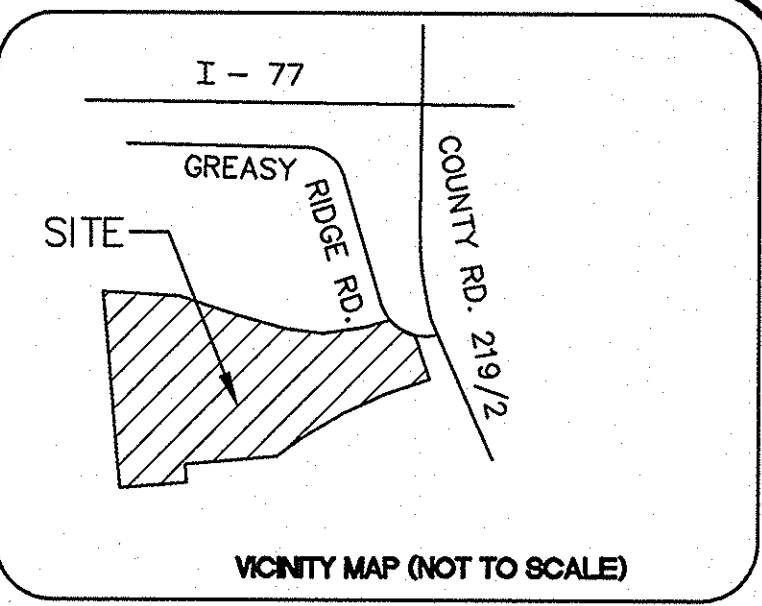 I - 77
GREASY RIDGE RD.
COUNTY RD. 219/2
SITE
VICINITY MAP (NOT TO SCALE)